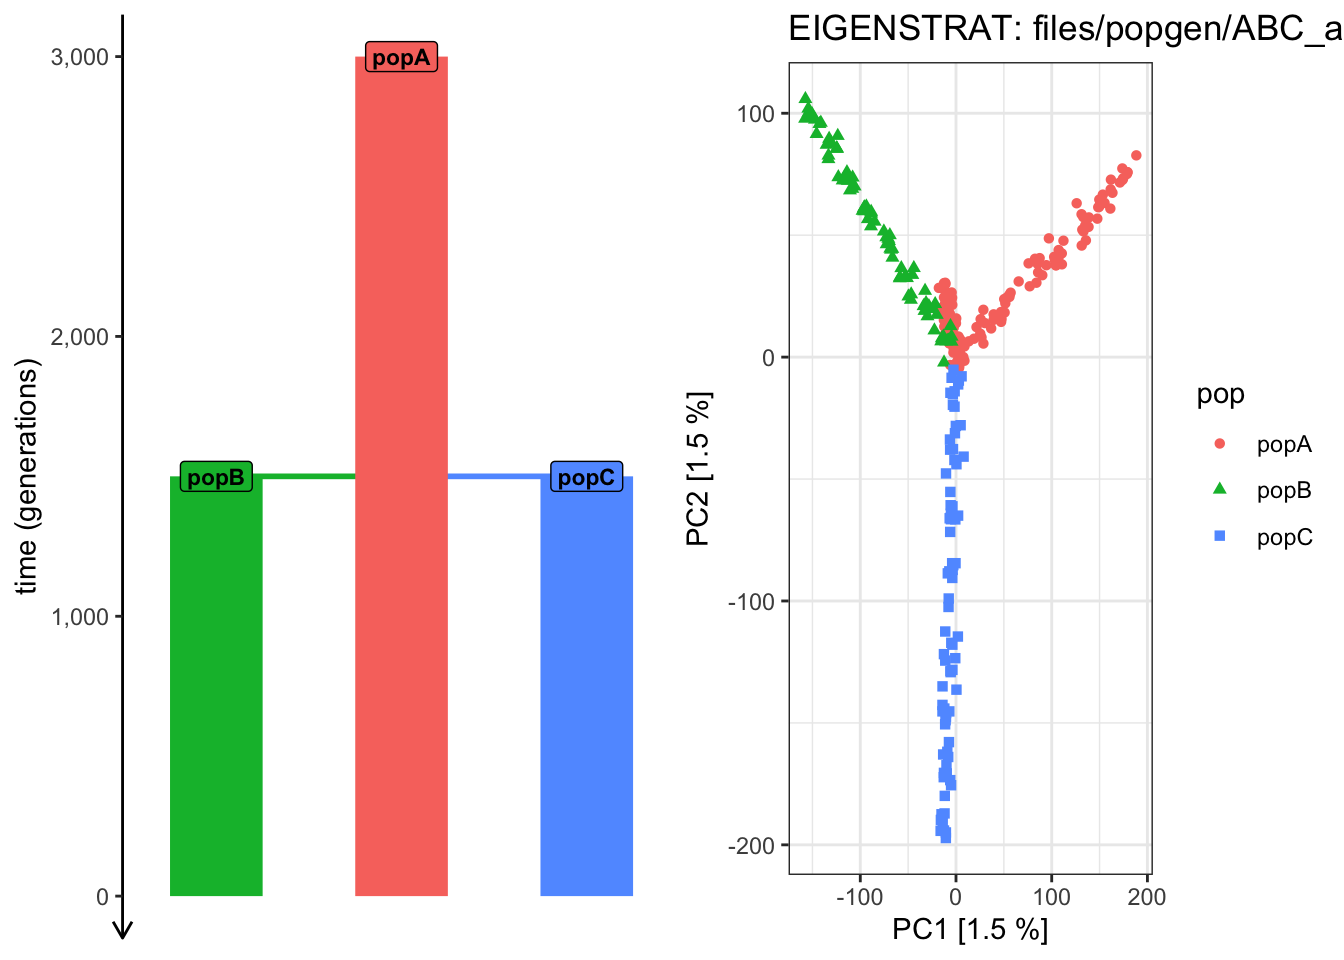 3,000
2,000
1,000
0
time (generations)
popA
popB
popC
EIGENSTRAT: files/popgen/ABC_a
100
0
-100
-200
PC2 [1.5 %]
-100
0
100
200
PC1 [1.5 %]
pop
popA
popB
popC